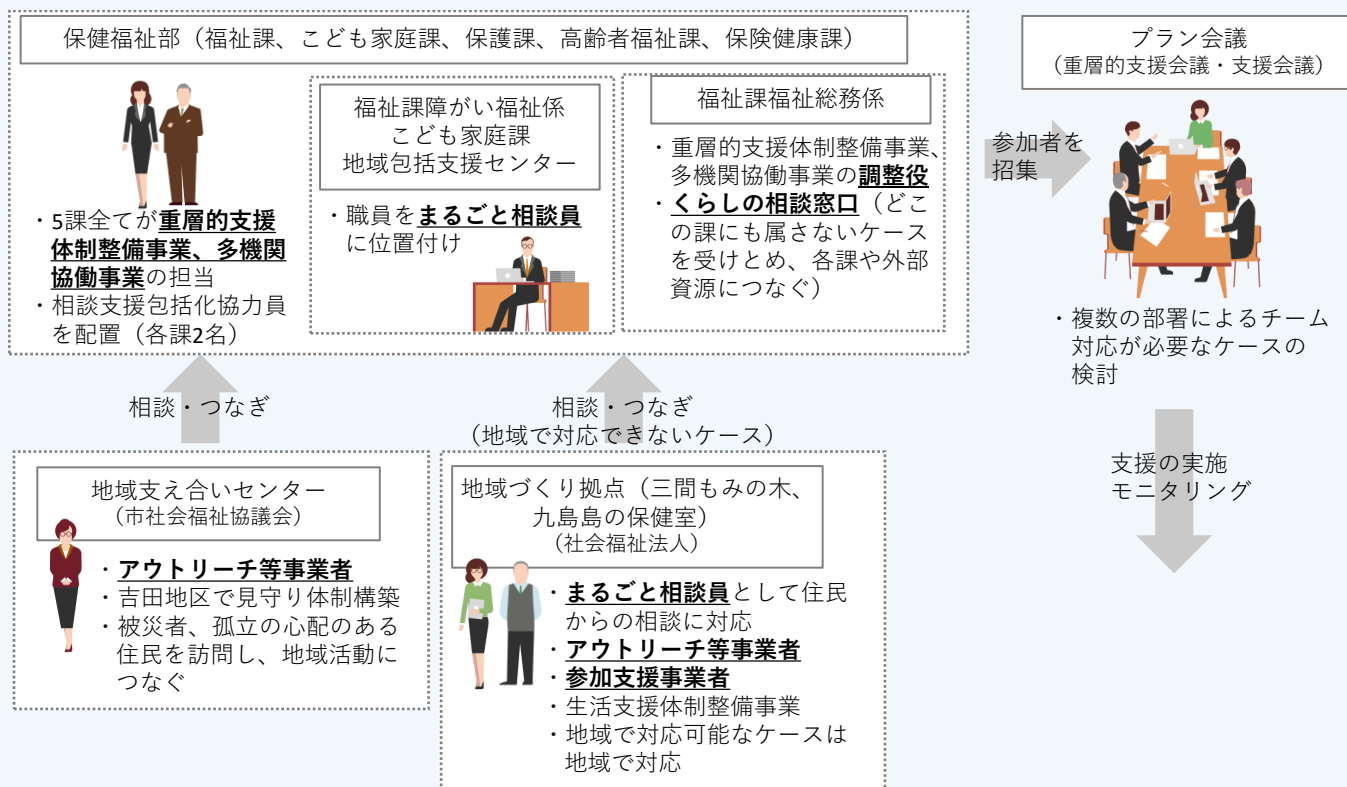 保健福祉部（福祉課、こども家庭課、保護課、高齢者福祉課、保険健康課）
・5課全てが重層的支援
体制整備事業、多機関
協働事業の担当
・相談支援包括化協力員
を配置（各課2名）
福祉課障がい福祉係
こども家庭課
地域包括支援センター
・職員をまるごと相談員
に位置付け
福祉課福祉総務係
・重層的支援体制整備事業、
多機関協働事業の調整役
・くらしの相談窓口（どこ
の課にも属さないケース
を受けとめ、各課や外部
資源につなぐ）
参加者を
招集
プラン会議
（重層的支援会議・支援会議）
・複数の部署によるチーム
対応が必要なケースの
検討
支援の実施
モニタリング
相談・つなぎ
相談・つなぎ
（地域で対応できないケース）
地域支え合いセンター
（市社会福祉協議会）
・アウトリーチ等事業者
・吉田地区で見守り体制構築
・被災者、孤立の心配のある
住民を訪問し、地域活動に
つなぐ
地域づくり拠点（三間もみの木、
九島島の保健室）
（社会福祉法人）
・まるごと相談員として住民
からの相談に対応
・アウトリーチ等事業者
・参加支援事業者
・生活支援体制整備事業
・地域で対応可能なケースは
地域で対応